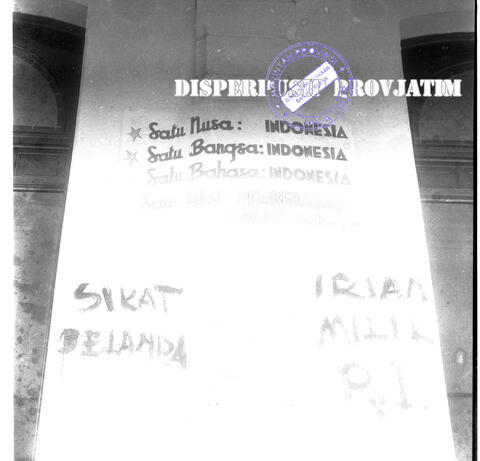 DISPERPUSIP PROVJATIM
Satu Nusa: INDONESIA
Satu Bangsa: INDONESIA
Satu Bahasa: INDONESIA
SIKAT
BELANDA
IRIAN
MILIK
R.I.